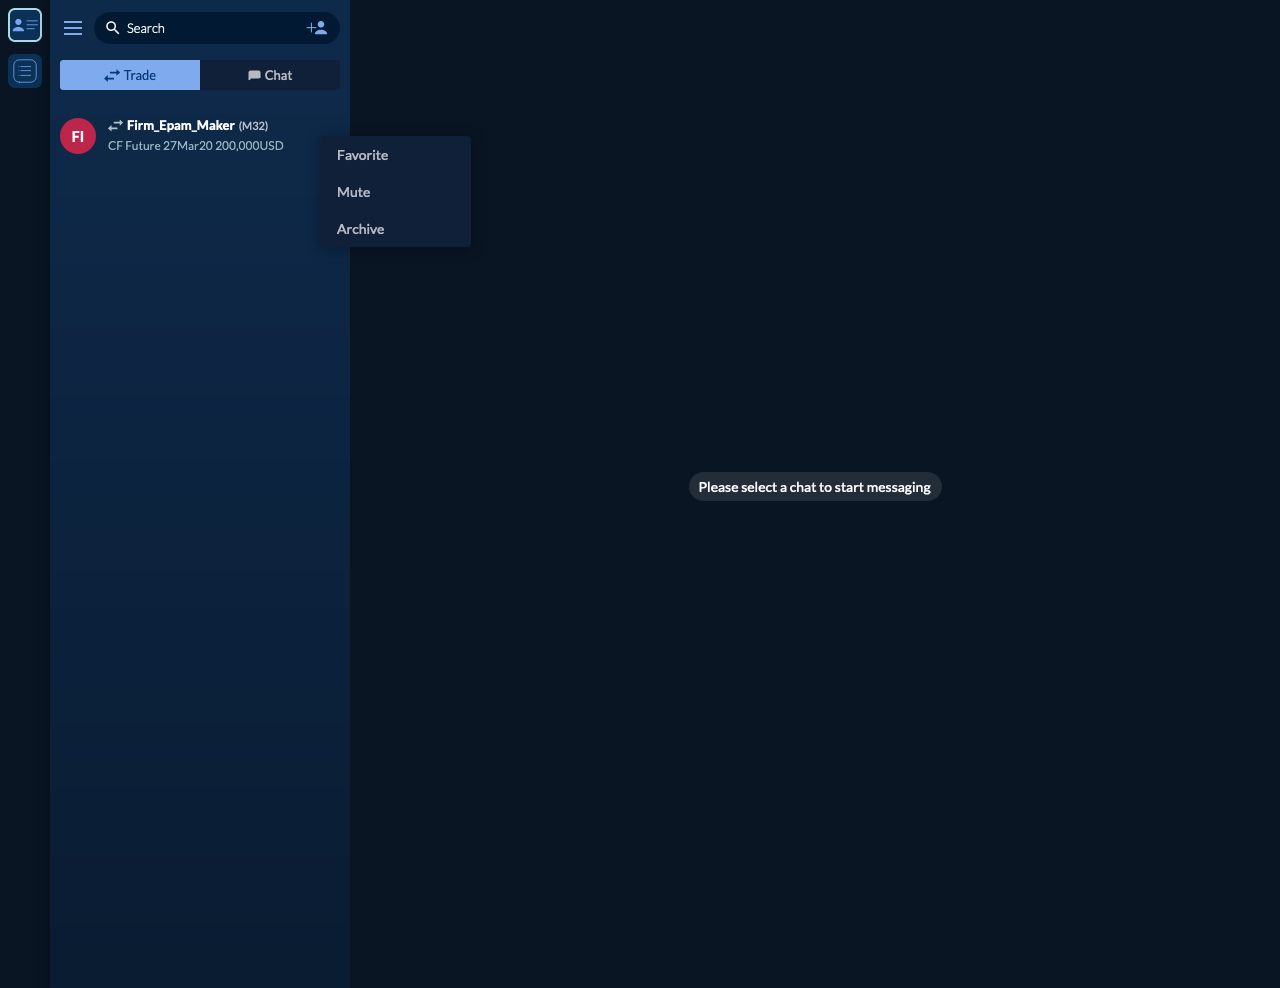 Search
Trade
Chat
FI
Firm_Epam_Maker (M32)
CF Future 27Mar20 200,000USD
Favorite
Mute
Archive
Please select a chat to start messaging